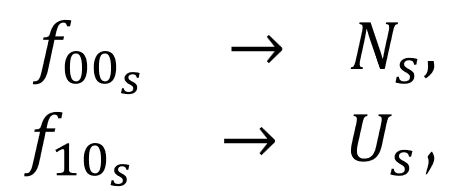 f₀₀ₛ → Nₛ,
f₁₀ₛ → Uₛ,